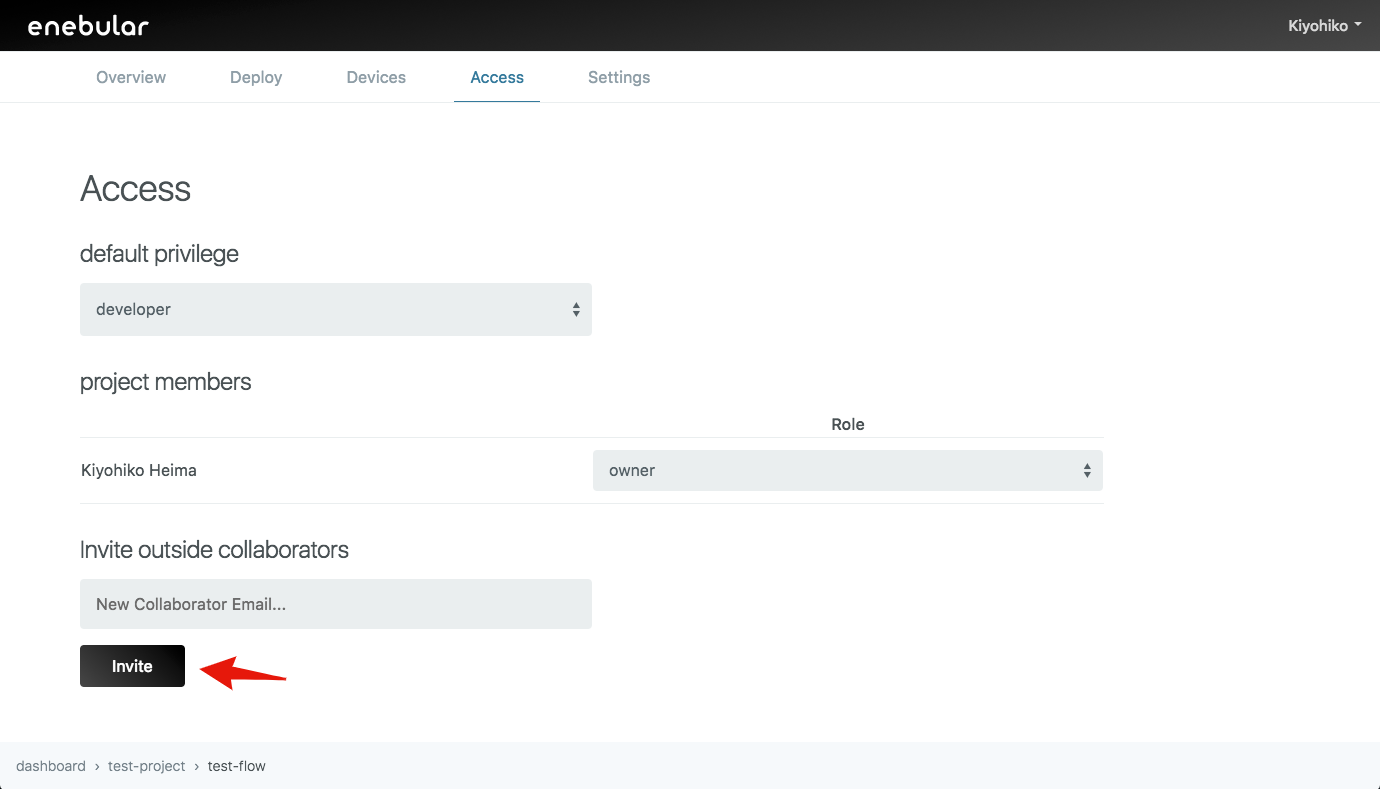 enebular
Kiyohiko
Overview Deploy Devices Access Settings
Access
default privilege
developer
project members
Role
Kiyohiko Heima owner
Invite outside collaborators
New Collaborator Email...
Invite
dashboard › test-project › test-flow